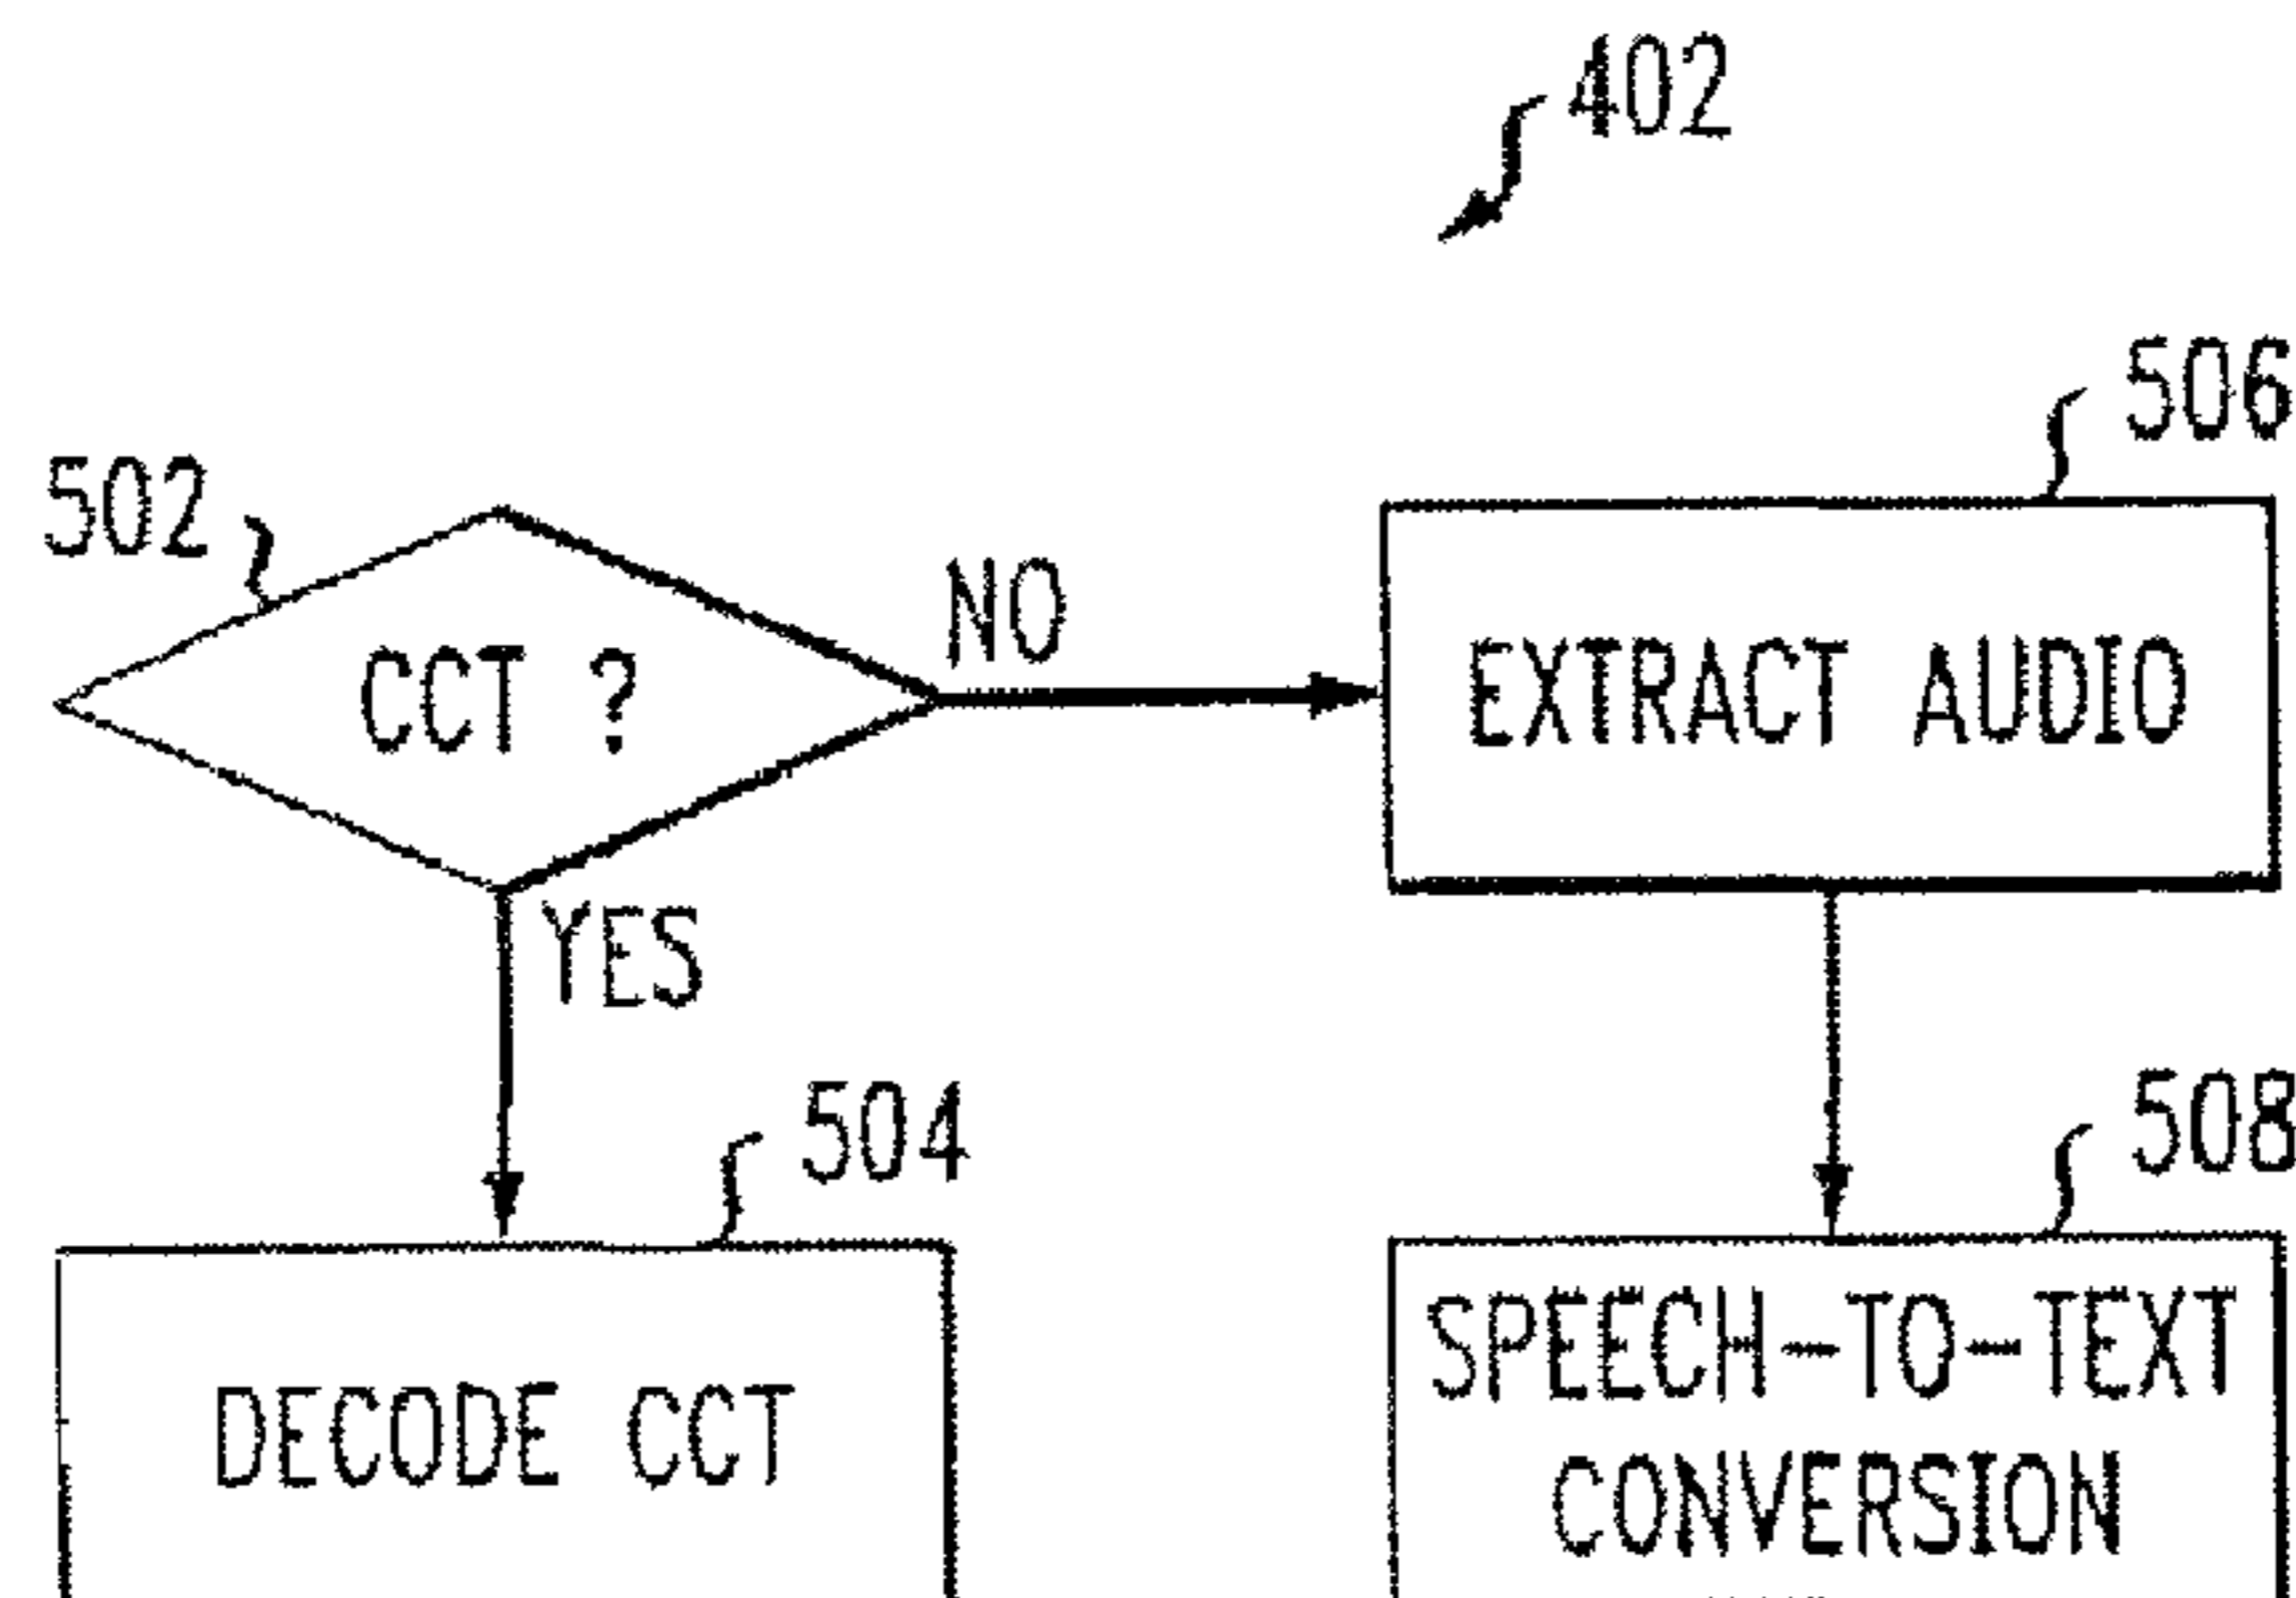 402
506
502
NO
CCT ?
EXTRACT AUDIO
YES
504
508
DECODE CCT
SPEECH-TO-TEXT
CONVERSION